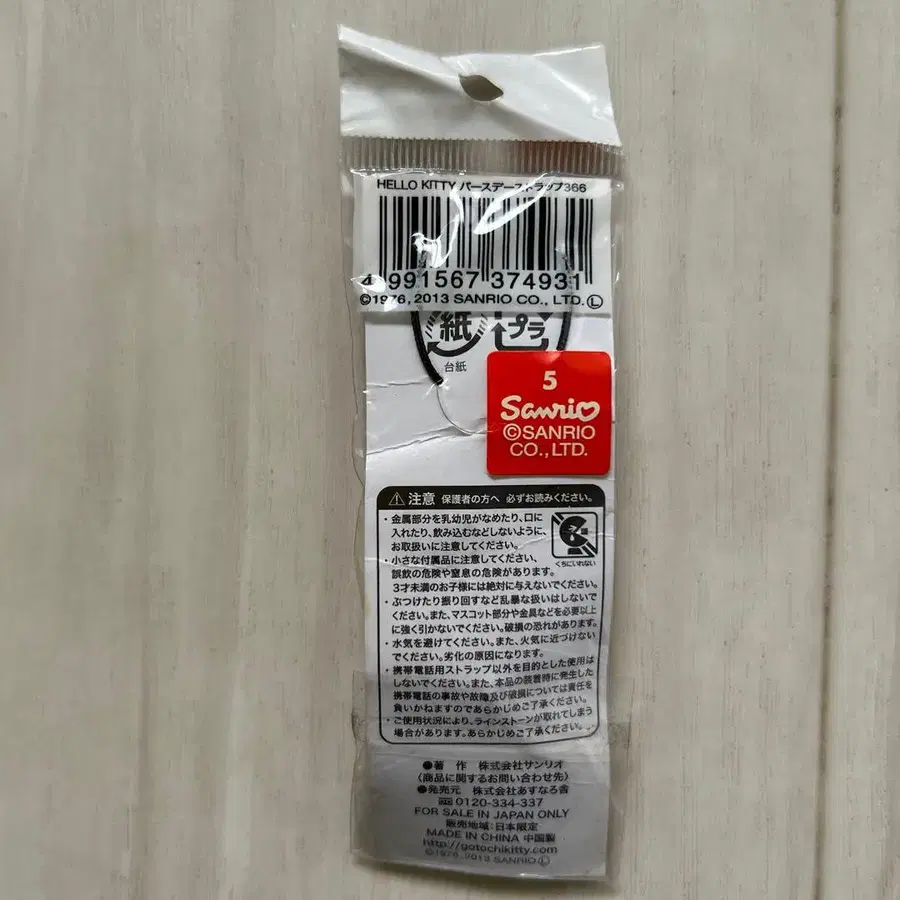 HELLO KITTY バースデーストラップ366
4 991567 374931
©1976, 2013 SANRIO CO., LTD. Ⓛ
紙 プラ
台紙
5
Sanrio
©SANRIO
CO.,LTD.
⚠注意 保護者の方へ 必ずお読みください。
・金属部分を乳幼児がなめたり、口に
入れたり、飲み込むなどしないように、
お取扱いに注意してください。
くちにいれない
・小さな付属品に注意してください、
誤飲の危険や窒息の危険があります。
3才未満のお子様には絶対に与えないでください。
・ぶつけたり振り回すなど乱暴な扱いはしないで
ください。また、マスコット部分や金具などを必要以上
に強く引かないでください。破損の恐れがあります。
・水気を避けてください。また、火気に近づけない
でください。劣化の原因になります。
・携帯電話用ストラップ以外を目的とした使用は
しないでください。また、本品の装着時に発生した
携帯電話の事故や故障及び破損については責任を
負いかねますのであらかじめご了承ください。
・ご使用状況により、ラインストーンが取れてしまう
場合があります。あらかじめご了承ください。
●著 作 株式会社サンリオ
〈商品に関するお問い合わせ先〉
●発売元 株式会社あすなろ舎
0120-334-337
FOR SALE IN JAPAN ONLY
販売地域:日本限定
MADE IN CHINA 中国製
http://gotochikitty.com/
©1976, 2013 SANRIO Ⓛ